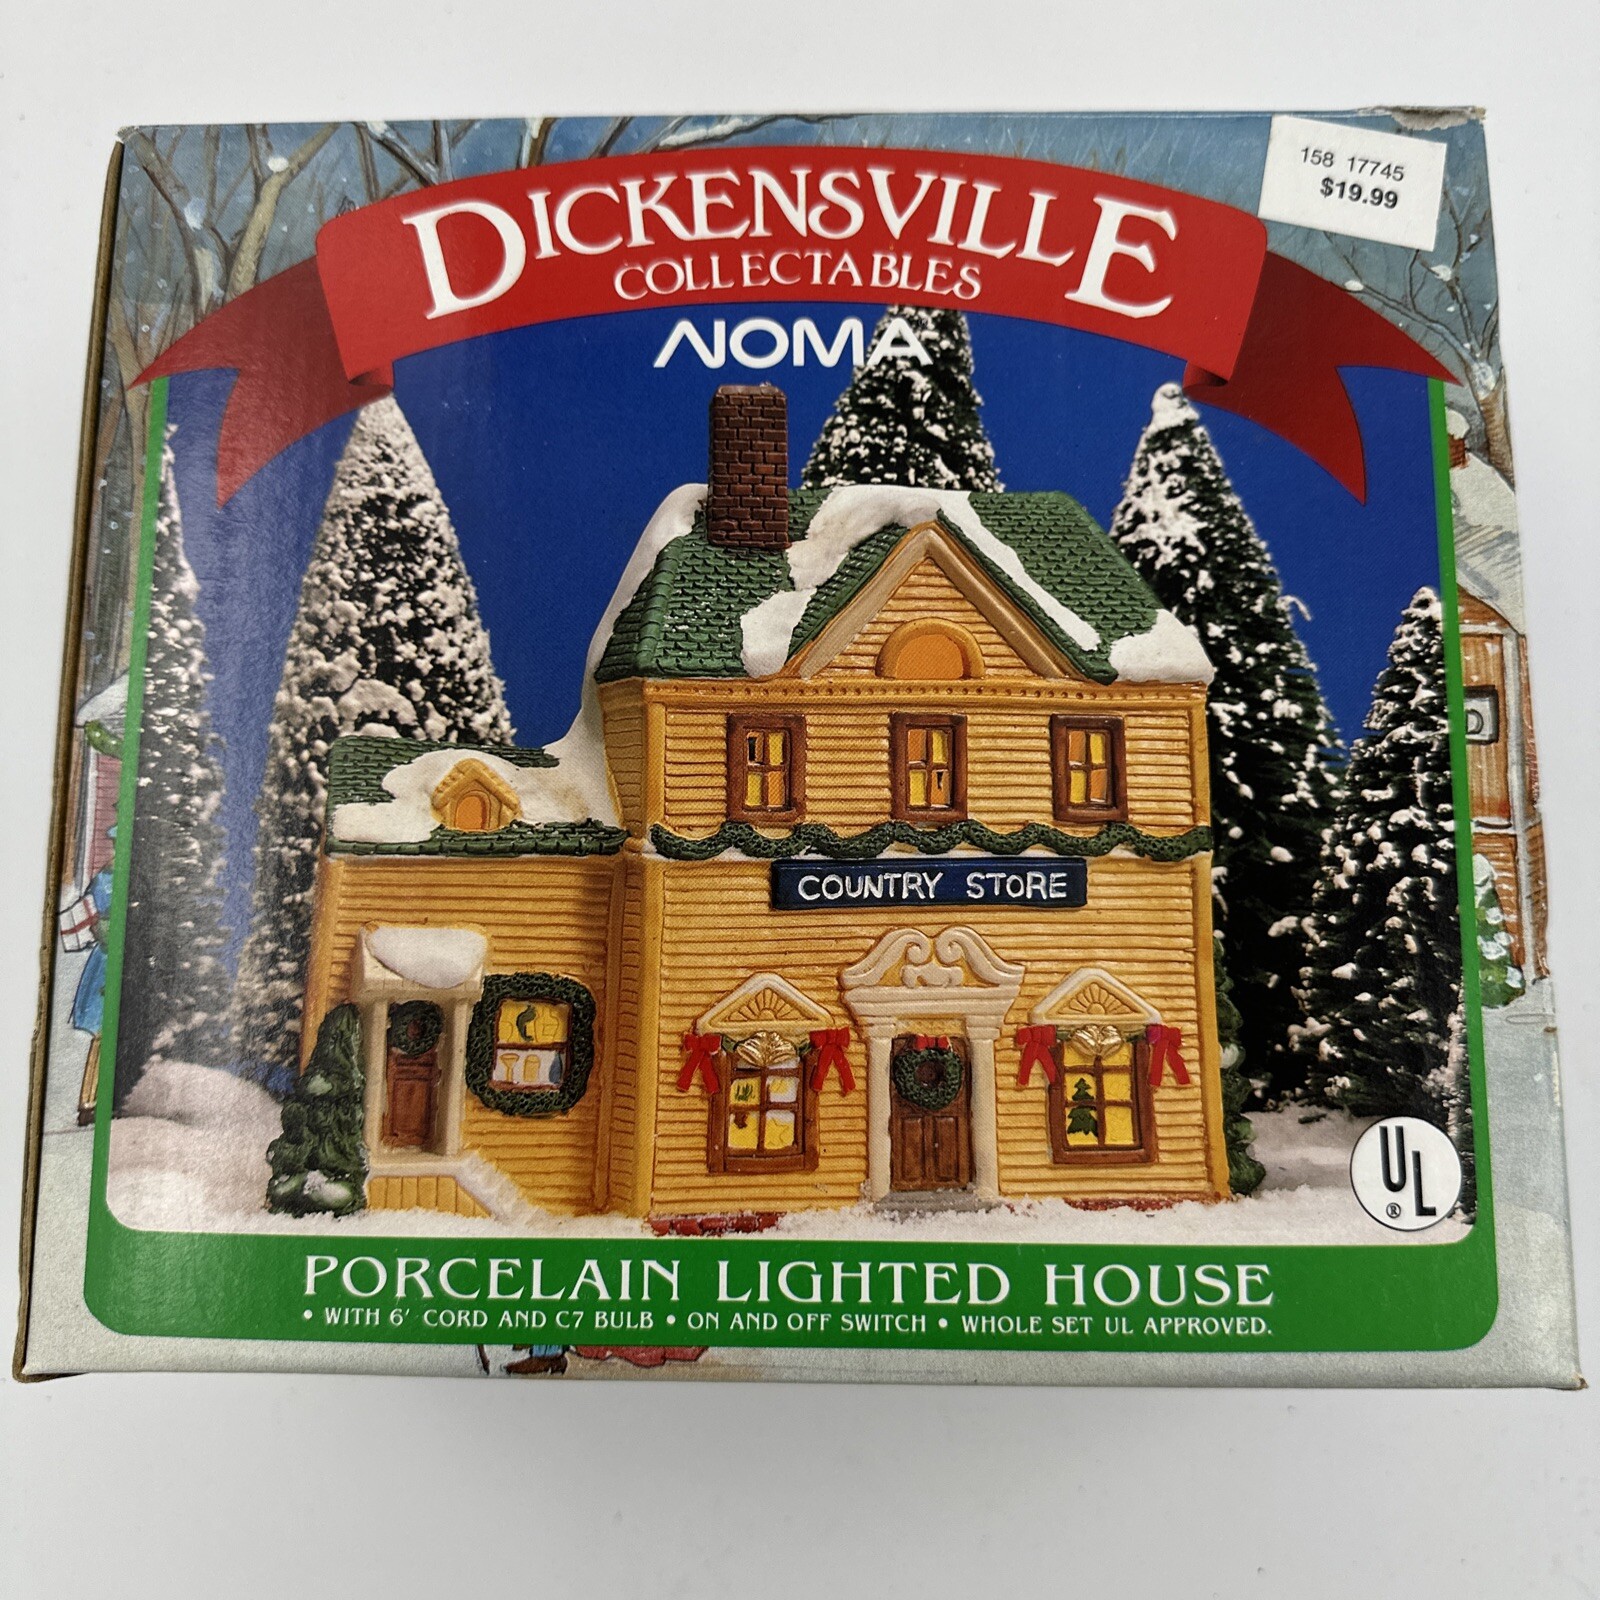 158 17745
$19.99
DICKENSVILLE
COLLECTABLES
NOMA
COUNTRY STORE
UL
®
PORCELAIN LIGHTED HOUSE
• WITH 6' CORD AND C7 BULB • ON AND OFF SWITCH • WHOLE SET UL APPROVED.